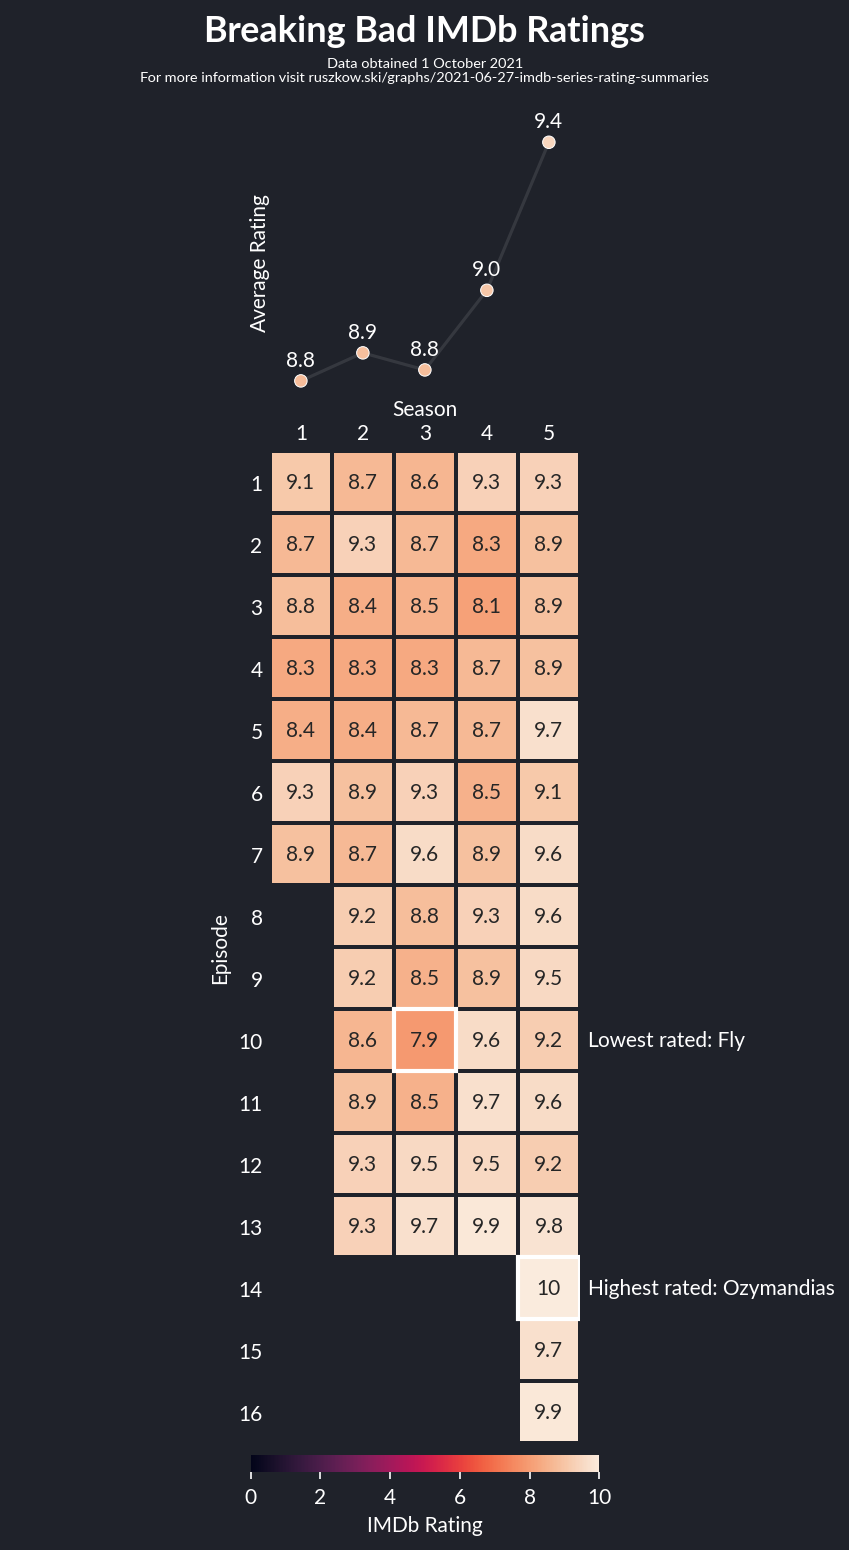 Breaking Bad IMDb Ratings
Data obtained 1 October 2021
For more information visit ruszkow.ski/graphs/2021-06-27-imdb-series-rating-summaries
Average Rating
8.8 8.9 8.8 9.0 9.4
Season
1 2 3 4 5
Episode
1 9.1 8.7 8.6 9.3 9.3
2 8.7 9.3 8.7 8.3 8.9
3 8.8 8.4 8.5 8.1 8.9
4 8.3 8.3 8.3 8.7 8.9
5 8.4 8.4 8.7 8.7 9.7
6 9.3 8.9 9.3 8.5 9.1
7 8.9 8.7 9.6 8.9 9.6
8 9.2 8.8 9.3 9.6
9 9.2 8.5 8.9 9.5
10 8.6 7.9 9.6 9.2 Lowest rated: Fly
11 8.9 8.5 9.7 9.6
12 9.3 9.5 9.5 9.2
13 9.3 9.7 9.9 9.8
14 10 Highest rated: Ozymandias
15 9.7
16 9.9
0 2 4 6 8 10
IMDb Rating